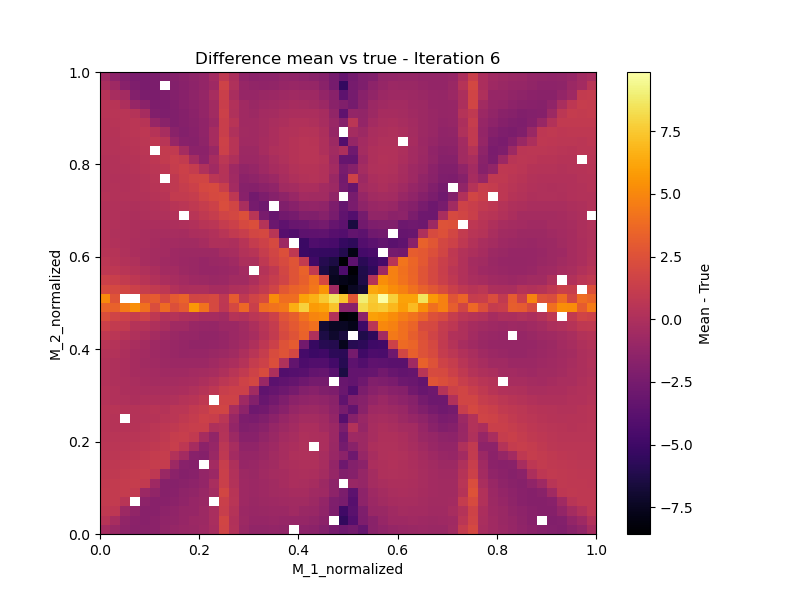 Difference mean vs true - Iteration 6
1.0
0.8
0.6
0.4
0.2
0.0
M_2_normalized
0.0 0.2 0.4 0.6 0.8 1.0
M_1_normalized
7.5
5.0
2.5
0.0
−2.5
−5.0
−7.5
Mean - True